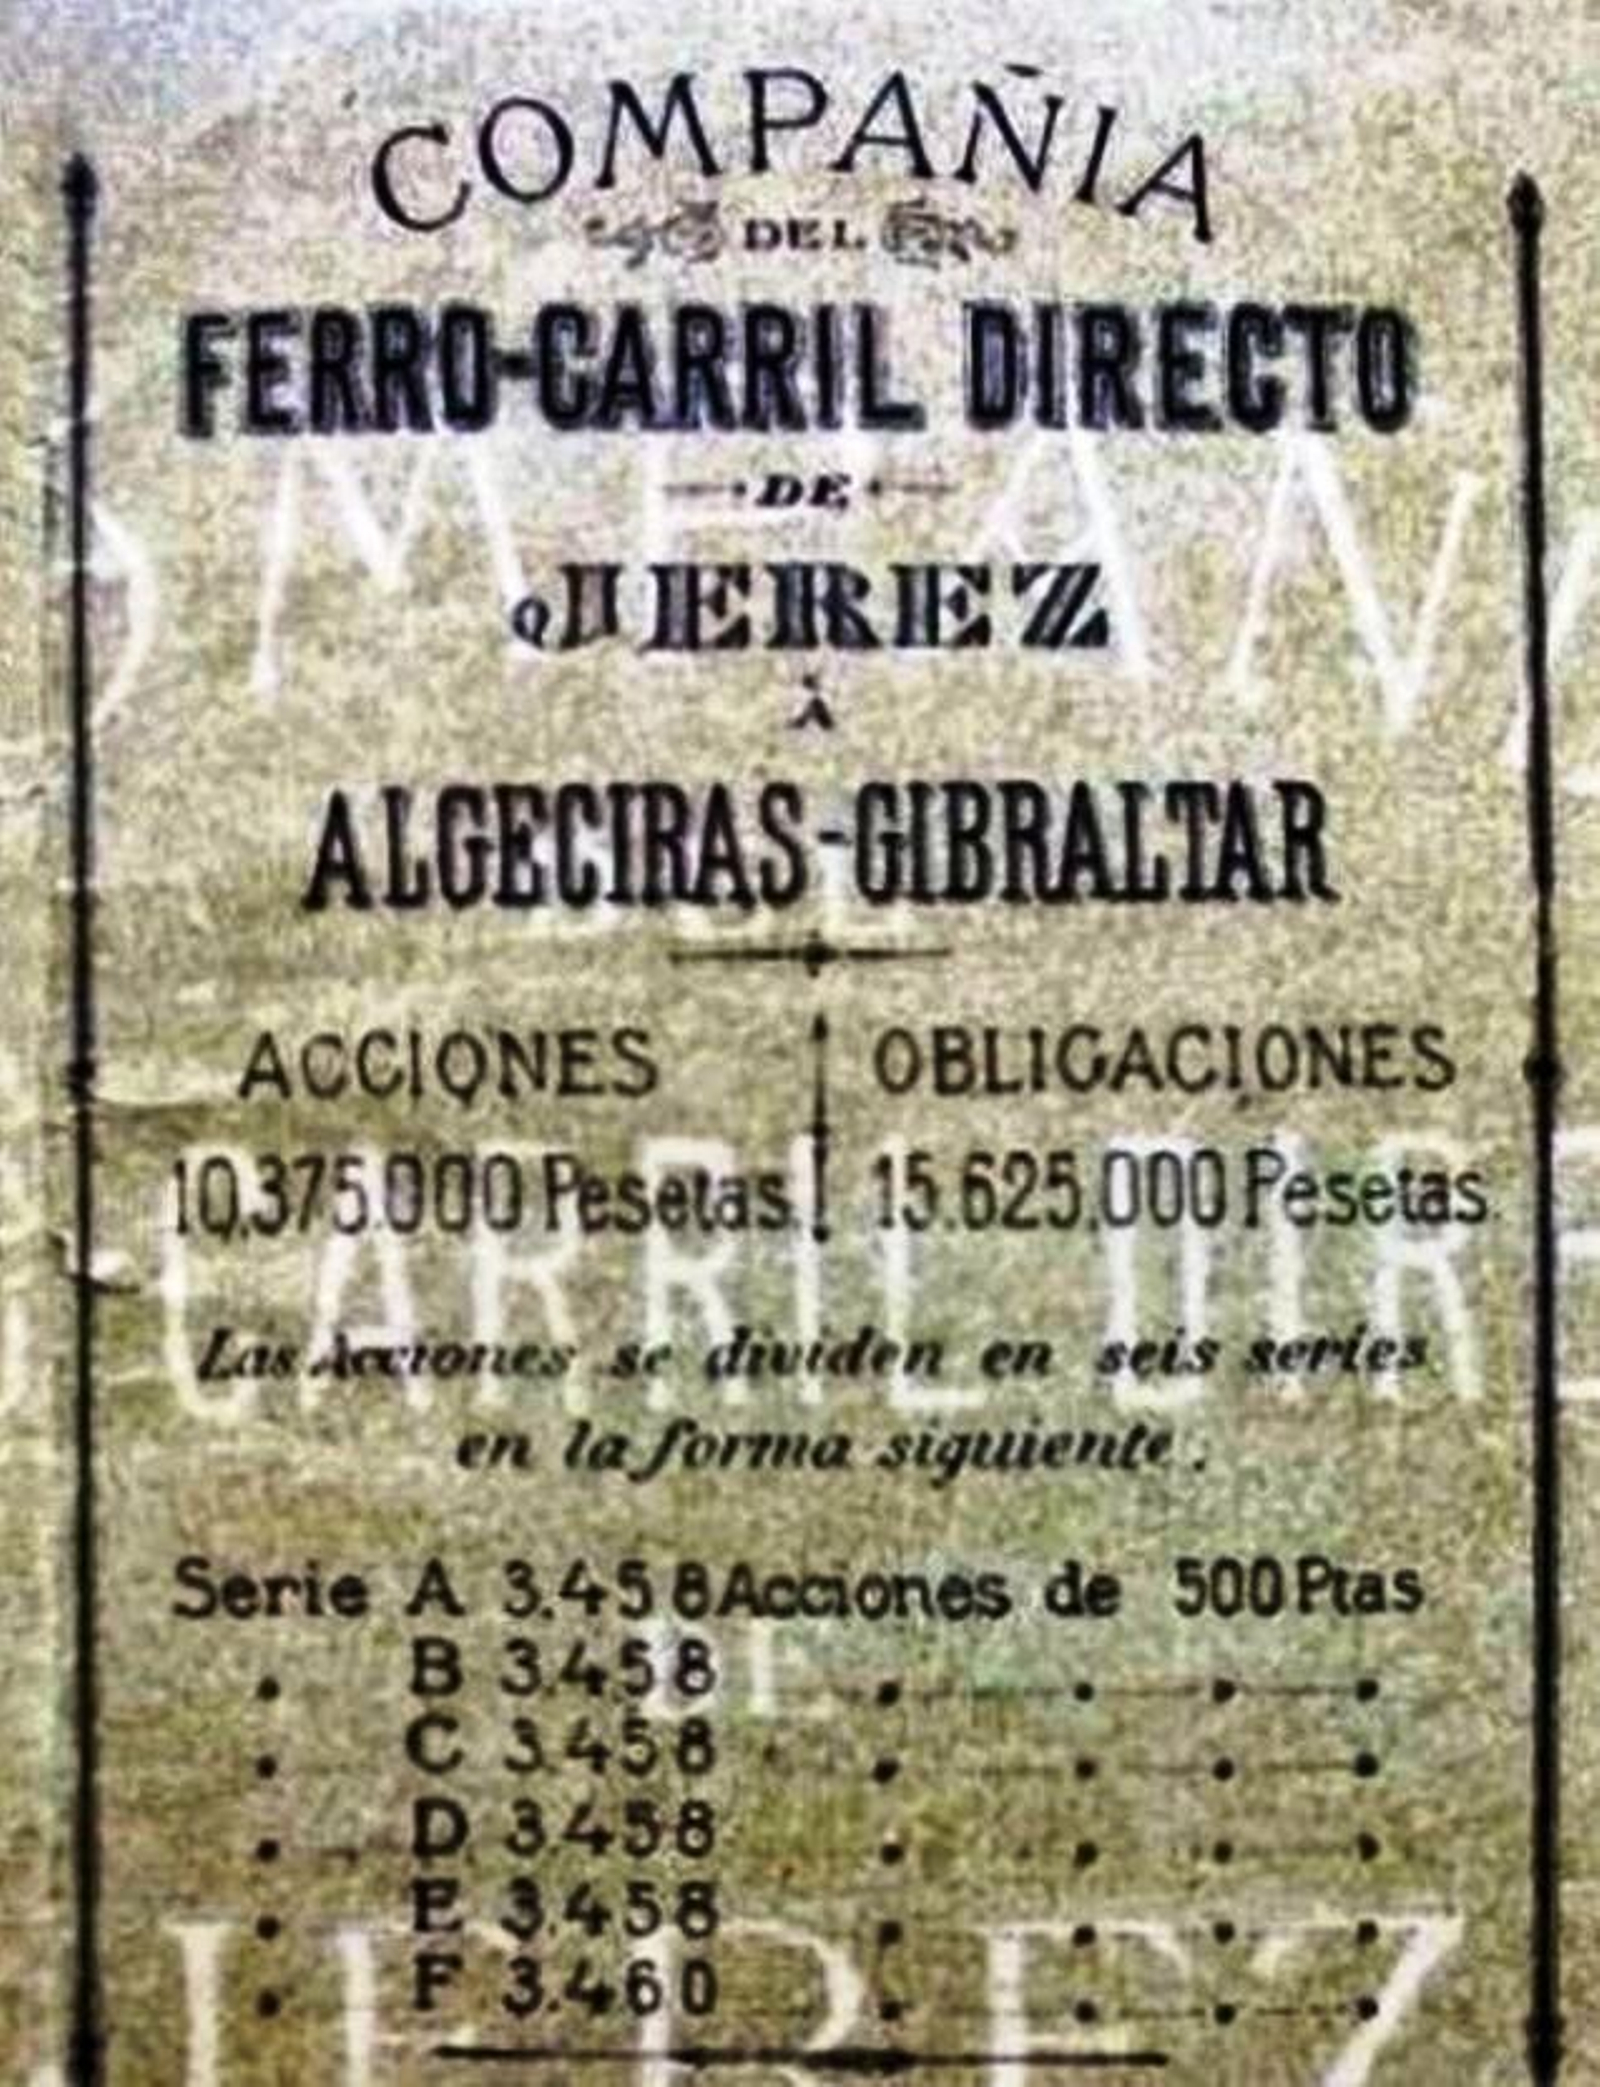 COMPAÑIA
DEL
FERRO-CARRIL DIRECTO
DE
JEREZ
Á
ALGECIRAS-GIBRALTAR
ACCIONES
OBLIGACIONES
10.375.000 Pesetas.
15.625.000 Pesetas.
Las Acciones se dividen en seis series
en la forma siguiente:
Serie A 3.458 Acciones de 500 Ptas
B 3.458
C 3.458
D 3.458
E 3.458
F 3.460